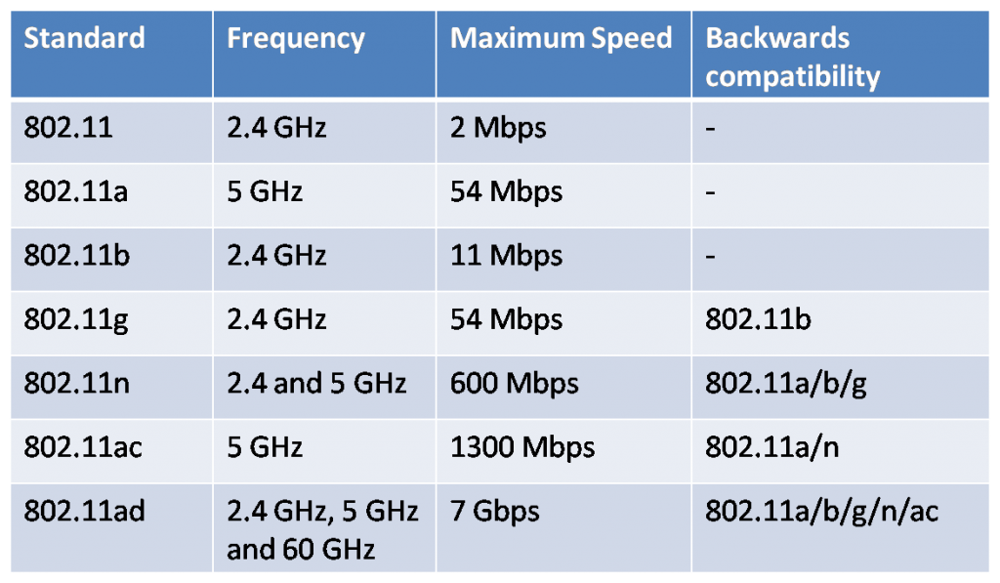 Standard Frequency Maximum Speed Backwards
compatibility
802.11 2.4 GHz 2 Mbps -
802.11a 5 GHz 54 Mbps -
802.11b 2.4 GHz 11 Mbps -
802.11g 2.4 GHz 54 Mbps 802.11b
802.11n 2.4 and 5 GHz 600 Mbps 802.11a/b/g
802.11ac 5 GHz 1300 Mbps 802.11a/n
802.11ad 2.4 GHz, 5 GHz 7 Gbps 802.11a/b/g/n/ac
and 60 GHz